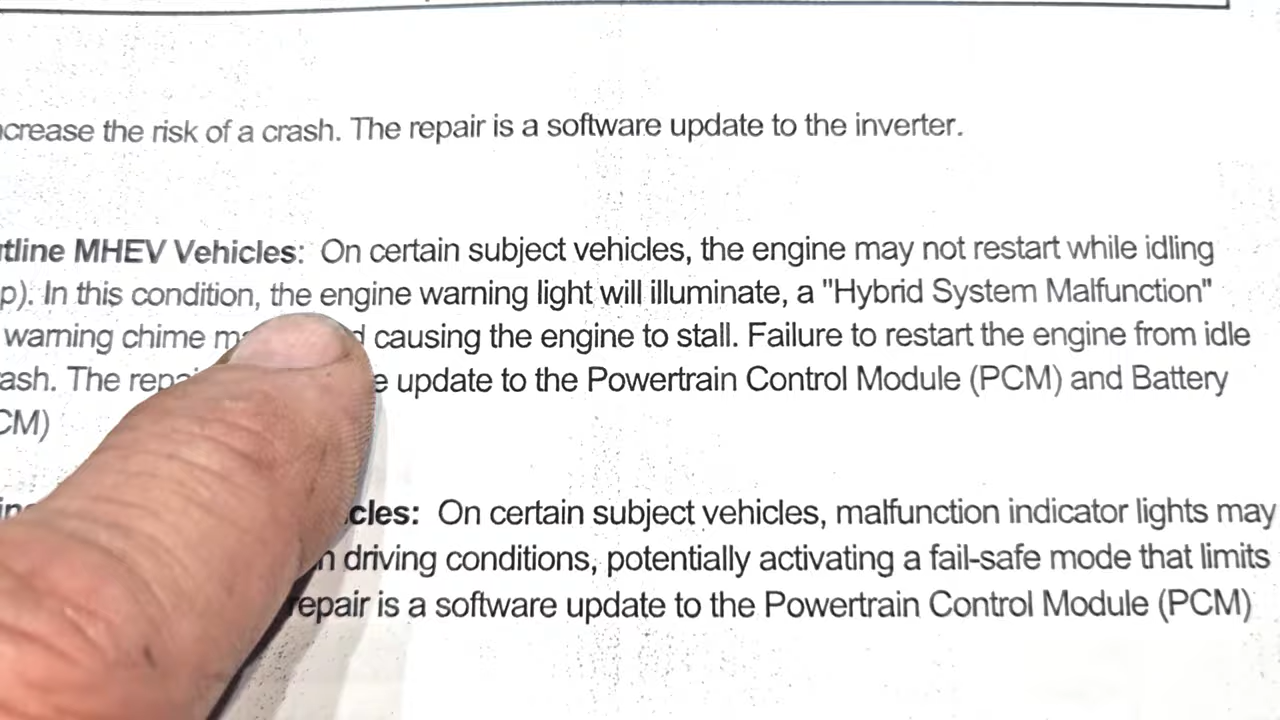 crease the risk of a crash. The repair is a software update to the inverter.
tline MHEV Vehicles: On certain subject vehicles, the engine may not restart while idling
p). In this condition, the engine warning light will illuminate, a "Hybrid System Malfunction"
warning chime causing the engine to stall. Failure to restart the engine from idle
ash. The update to the Powertrain Control Module (PCM) and Battery
CM)
cles: On certain subject vehicles, malfunction indicator lights may
driving conditions, potentially activating a fail-safe mode that limits
repair is a software update to the Powertrain Control Module (PCM)